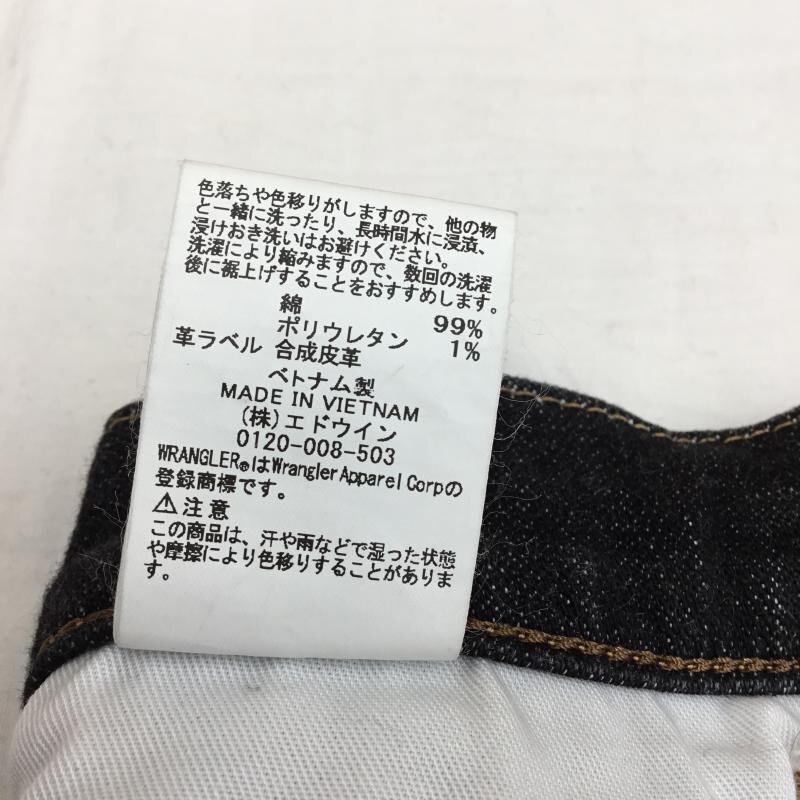 色落ちや色移りがしますので、他の物
と一緒に洗ったり、長時間水に浸漬、
浸けおき洗いはお避けください。
洗濯により縮みますので、数回の洗濯
後に裾上げすることをおすすめします。
綿 99%
ポリウレタン 1%
革ラベル 合成皮革
ベトナム製
MADE IN VIETNAM
(株)エドウイン
0120-008-503
WRANGLER®はWrangler Apparel Corpの
登録商標です。
⚠注意
この商品は、汗や雨などで湿った状態
や摩擦により色移りすることがありま
す。